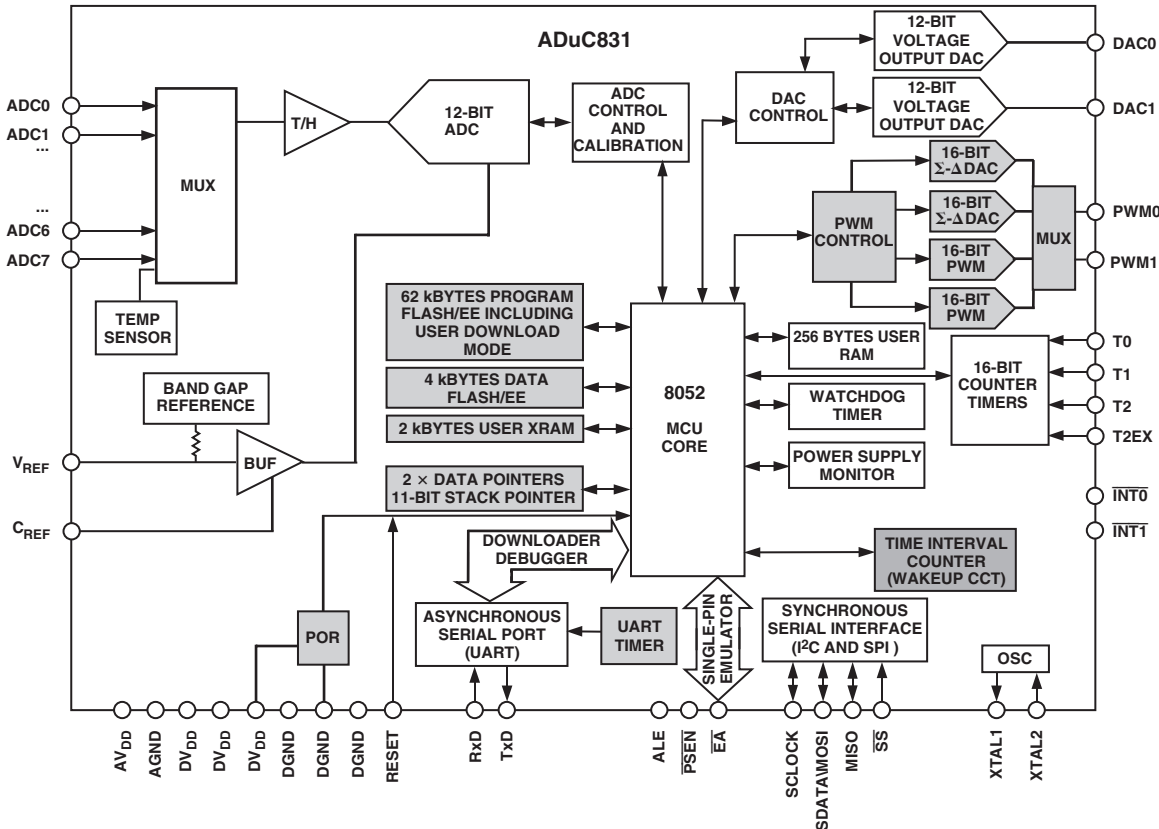 ADuC831
ADC0
ADC1
...
...
ADC6
ADC7
MUX
TEMP
SENSOR
T/H
12-BIT
ADC
ADC
CONTROL
AND
CALIBRATION
DAC
CONTROL
12-BIT
VOLTAGE
OUTPUT DAC
DAC0
12-BIT
VOLTAGE
OUTPUT DAC
DAC1
PWM
CONTROL
16-BIT
Σ-Δ DAC
16-BIT
Σ-Δ DAC
16-BIT
PWM
16-BIT
PWM
MUX
PWM0
PWM1
BAND GAP
REFERENCE
VREF
BUF
CREF
62 kBYTES PROGRAM
FLASH/EE INCLUDING
USER DOWNLOAD
MODE
4 kBYTES DATA
FLASH/EE
2 kBYTES USER XRAM
2 × DATA POINTERS
11-BIT STACK POINTER
8052
MCU
CORE
256 BYTES USER
RAM
WATCHDOG
TIMER
POWER SUPPLY
MONITOR
16-BIT
COUNTER
TIMERS
T0
T1
T2
T2EX
INT0
INT1
TIME INTERVAL
COUNTER
(WAKEUP CCT)
DOWNLOADER
DEBUGGER
POR
ASYNCHRONOUS
SERIAL PORT
(UART)
UART
TIMER
SINGLE-PIN
EMULATOR
SYNCHRONOUS
SERIAL INTERFACE
(I²C AND SPI )
OSC
AVDD
AGND
DVDD
DVDD
DVDD
DGND
DGND
DGND
RESET
RxD
TxD
ALE
PSEN
EA
SCLOCK
SDATA\MOSI
MISO
SS
XTAL1
XTAL2